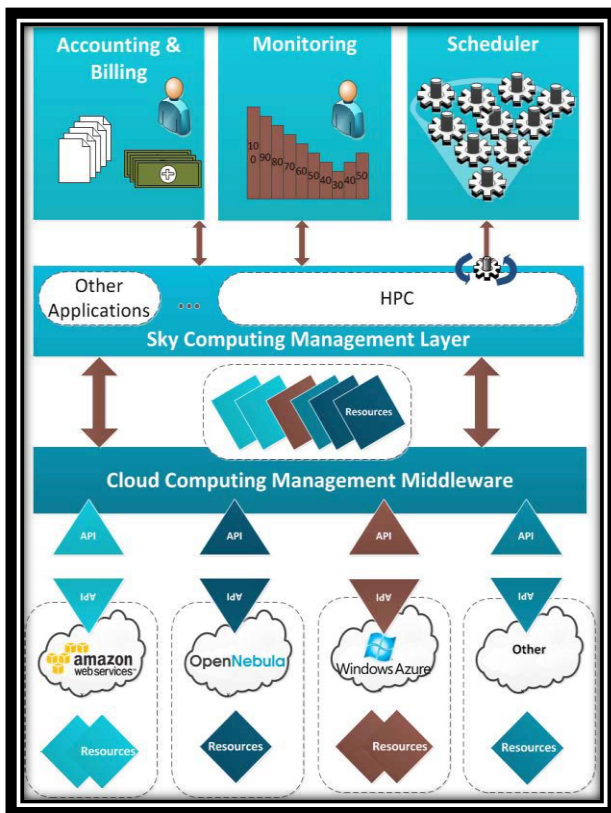 Accounting &
Billing
Monitoring
Scheduler
10
0
90
80
70
60
50
40
30
40
50
Other
Applications
...
HPC
Sky Computing Management Layer
Resources
Cloud Computing Management Middleware
API
API
API
API
API
API
API
API
amazon
webservices™
OpenNebula
Windows Azure
Other
Resources
Resources
Resources
Resources